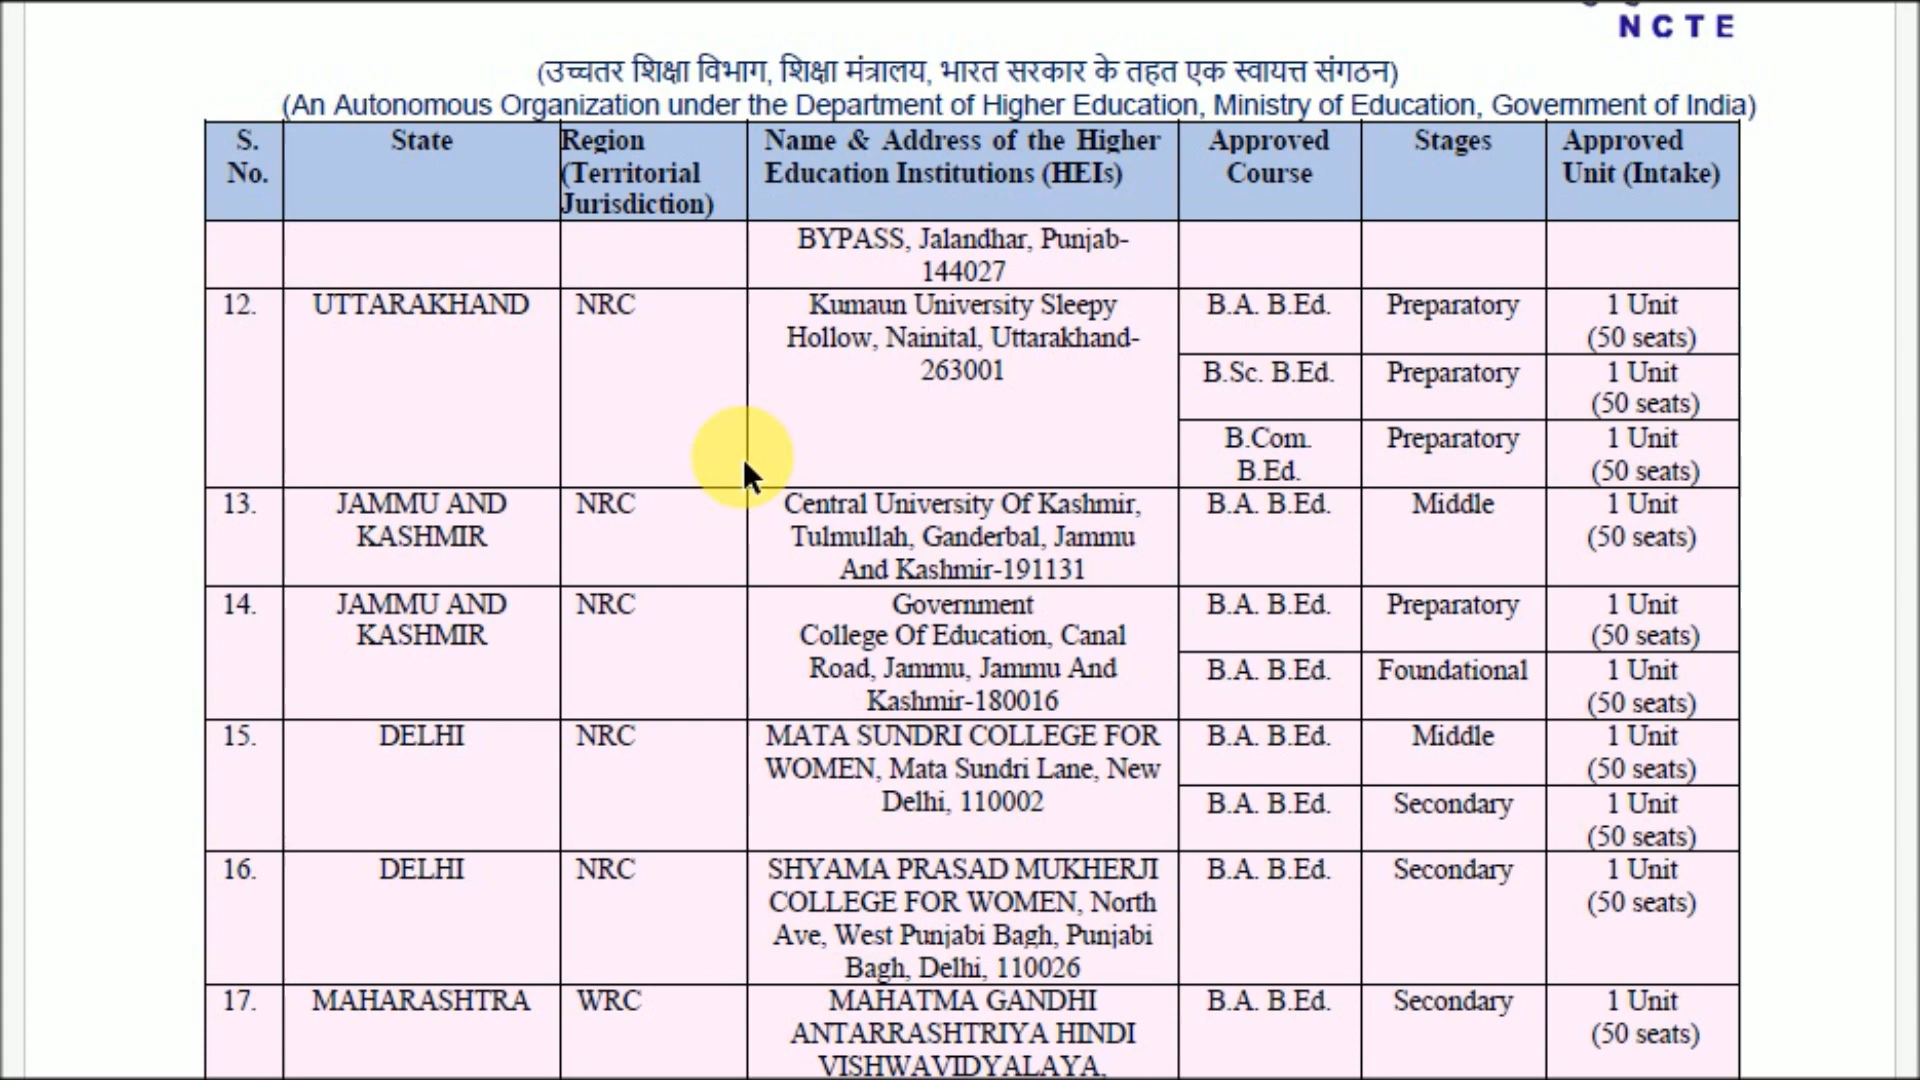 NCTE
(उच्चतर शिक्षा विभाग, शिक्षा मंत्रालय, भारत सरकार के तहत एक स्वायत्त संगठन)
(An Autonomous Organization under the Department of Higher Education, Ministry of Education, Government of India)
S. No. State Region (Territorial Jurisdiction) Name & Address of the Higher Education Institutions (HEIs) Approved Course Stages Approved Unit (Intake)
BYPASS, Jalandhar, Punjab-
144027
12. UTTARAKHAND NRC Kumaun University Sleepy B.A. B.Ed. Preparatory 1 Unit
Hollow, Nainital, Uttarakhand- (50 seats)
263001 B.Sc. B.Ed. Preparatory 1 Unit
(50 seats)
B.Com. Preparatory 1 Unit
B.Ed. (50 seats)
13. JAMMU AND NRC Central University Of Kashmir, B.A. B.Ed. Middle 1 Unit
KASHMIR Tulmullah, Ganderbal, Jammu (50 seats)
And Kashmir-191131
14. JAMMU AND NRC Government B.A. B.Ed. Preparatory 1 Unit
KASHMIR College Of Education, Canal (50 seats)
Road, Jammu, Jammu And B.A. B.Ed. Foundational 1 Unit
Kashmir-180016 (50 seats)
15. DELHI NRC MATA SUNDRI COLLEGE FOR B.A. B.Ed. Middle 1 Unit
WOMEN, Mata Sundri Lane, New (50 seats)
Delhi, 110002 B.A. B.Ed. Secondary 1 Unit
(50 seats)
16. DELHI NRC SHYAMA PRASAD MUKHERJI B.A. B.Ed. Secondary 1 Unit
COLLEGE FOR WOMEN, North (50 seats)
Ave, West Punjabi Bagh, Punjabi
Bagh, Delhi, 110026
17. MAHARASHTRA WRC MAHATMA GANDHI B.A. B.Ed. Secondary 1 Unit
ANTARRASHTRIYA HINDI (50 seats)
VISHWAVIDYALAYA,